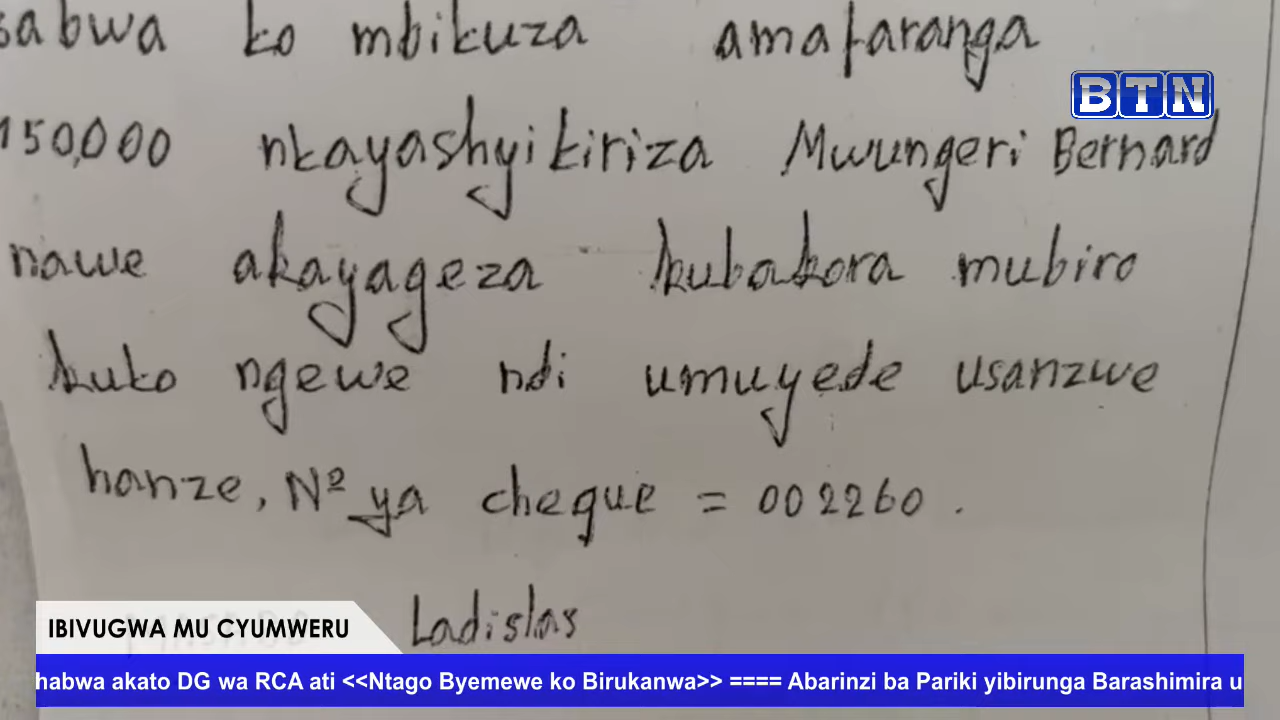 sabwa ko mbikuza amafaranga
150,000 nkayashyikiriza Mwungeri Bernard
nawe akayageza kubakora mubiro
kuko ngewe ndi umuyede usanzwe
hanze, Nº ya cheque = 002260.
Ladislas
BTN
IBIVUGWA MU CYUMWERU
habwa akato DG wa RCA ati <<Ntago Byemewe ko Birukanwa>> ==== Abarinzi ba Pariki yibirunga Barashimira u